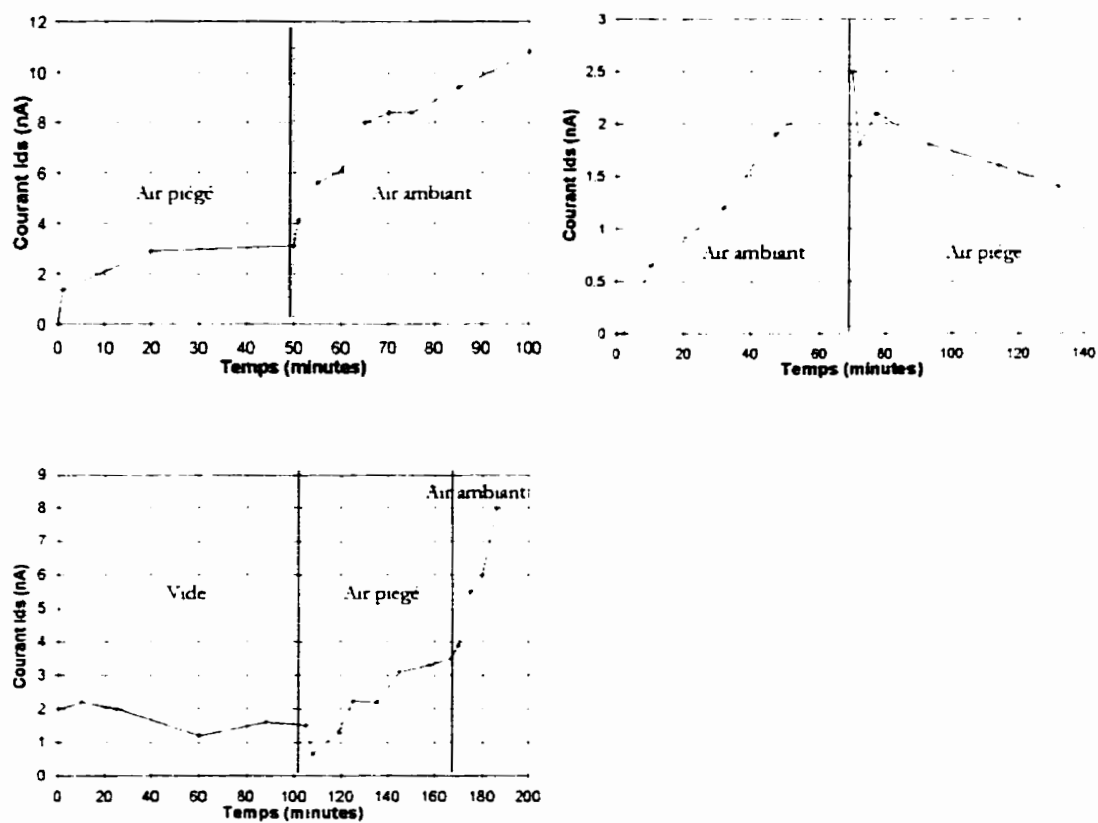 12
10
8
6
4
2
0
Courant Ids (nA)
Air piégé
Air ambiant
0 10 20 30 40 50 60 70 80 90 100
Temps (minutes)
3
2.5
2
1.5
1
0.5
0
Courant Ids (nA)
Air ambiant
Air piégé
0 20 40 60 80 100 120 140
Temps (minutes)
9
8
7
6
5
4
3
2
1
0
Courant Ids (nA)
Vide
Air piégé
Air ambiant
0 20 40 60 80 100 120 140 160 180 200
Temps (minutes)